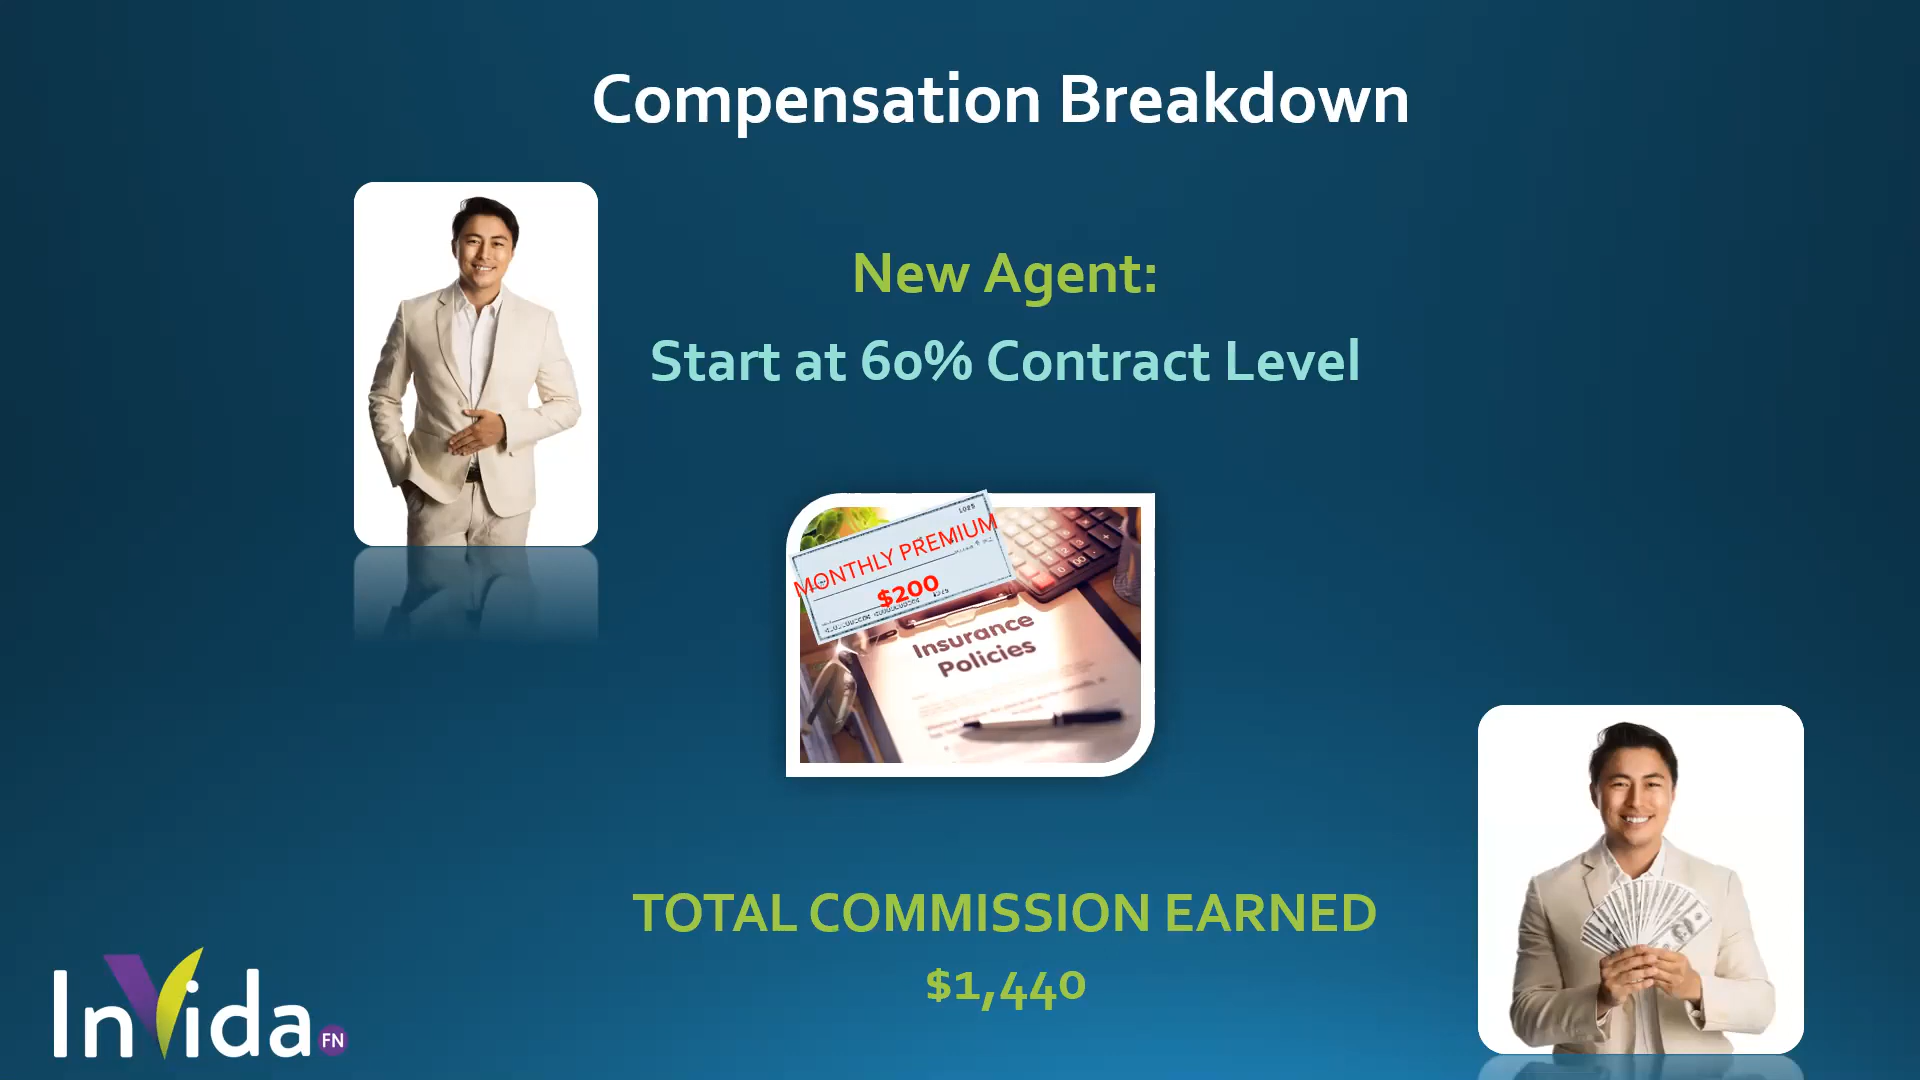 Compensation Breakdown
New Agent:
Start at 60% Contract Level
1025
MONTHLY PREMIUM
$200
Insurance
Policies
TOTAL COMMISSION EARNED
$1,440
InVida FN